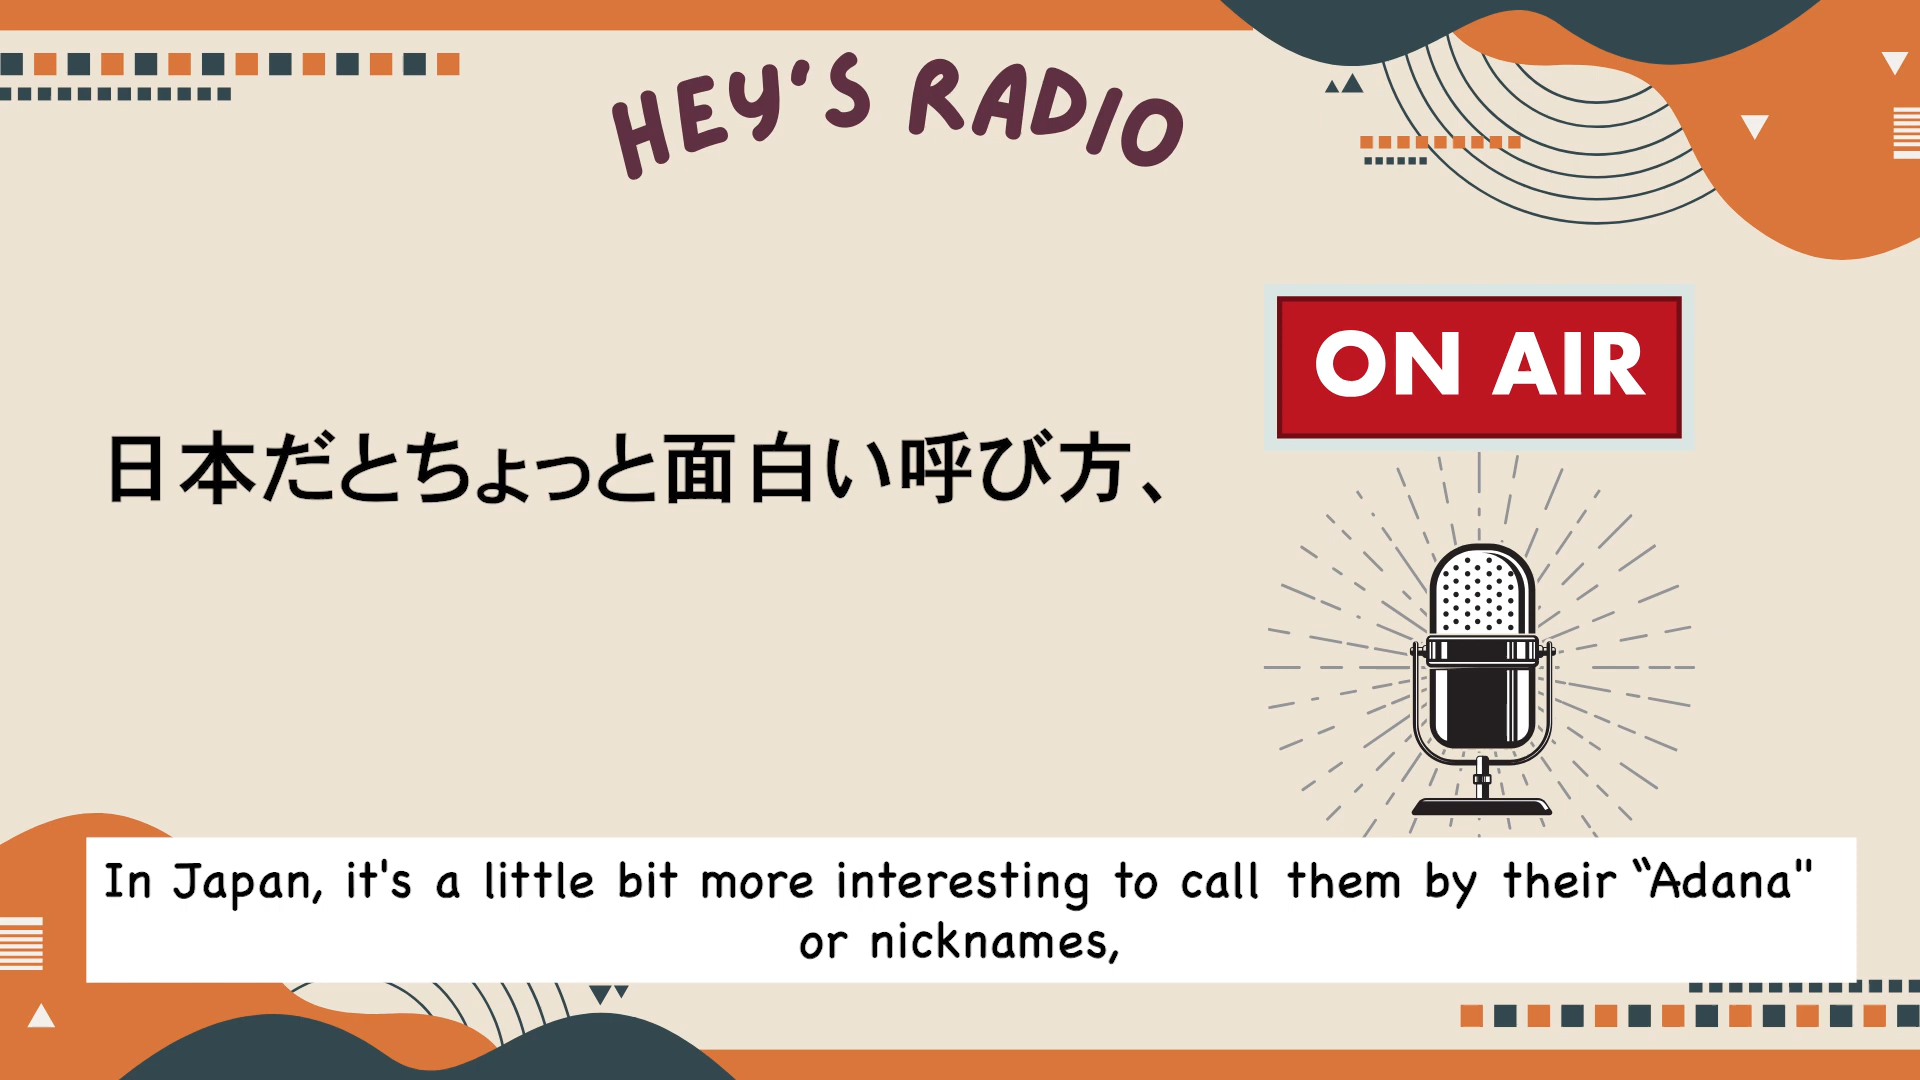 HEY'S RADIO
ON AIR
日本だとちょっと面白い呼び方、
In Japan, it's a little bit more interesting to call them by their “Adana"
or nicknames,